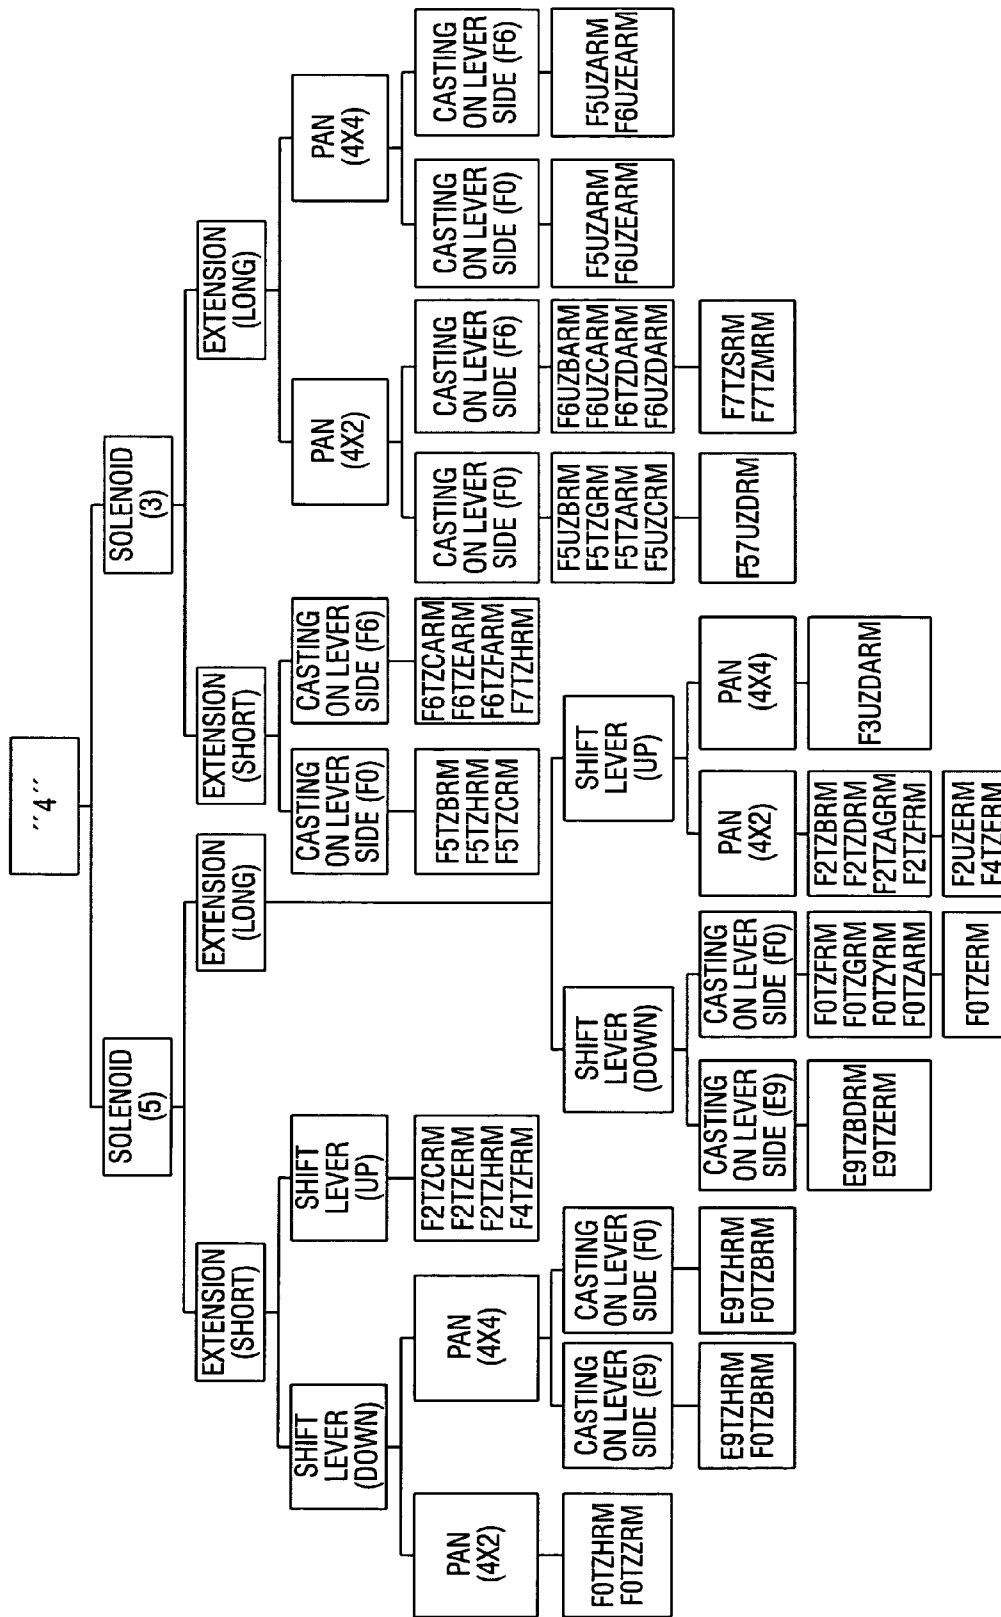 "4"
SOLENOID
(5)
SOLENOID
(3)
EXTENSION
(SHORT)
EXTENSION
(LONG)
EXTENSION
(SHORT)
EXTENSION
(LONG)
SHIFT
LEVER
(DOWN)
SHIFT
LEVER
(UP)
CASTING
ON LEVER
SIDE (F0)
CASTING
ON LEVER
SIDE (F6)
PAN
(4X2)
PAN
(4X4)
PAN
(4X2)
PAN
(4X4)
F2TZCRM
F2TZERM
F2TZHRM
F4TZFRM
F5TZBRM
F5TZHRM
F5TZCRM
F6TZCARM
F6TZEARM
F6TZFARM
F7TZHRM
CASTING
ON LEVER
SIDE (F0)
CASTING
ON LEVER
SIDE (F6)
CASTING
ON LEVER
SIDE (F0)
CASTING
ON LEVER
SIDE (F6)
F0TZHRM
F0TZZRM
CASTING
ON LEVER
SIDE (E9)
CASTING
ON LEVER
SIDE (F0)
SHIFT
LEVER
(DOWN)
SHIFT
LEVER
(UP)
F5UZBRM
F5TZGRM
F5TZARM
F5UZCRM
F6UZBARM
F6UZCARM
F6TZDARM
F6UZDARM
F5UZARM
F6UZEARM
F5UZARM
F6UZEARM
E9TZHRM
F0TZBRM
E9TZHRM
F0TZBRM
CASTING
ON LEVER
SIDE (E9)
CASTING
ON LEVER
SIDE (F0)
PAN
(4X2)
PAN
(4X4)
F57UZDRM
F7TZSRM
F7TZMRM
E9TZBDRM
E9TZERM
F0TZFRM
F0TZGRM
F0TZYRM
F0TZARM
F2TZBRM
F2TZDRM
F2TZAGRM
F2TZFRM
F3UZDARM
F0TZERM
F2UZERM
F4TZERM